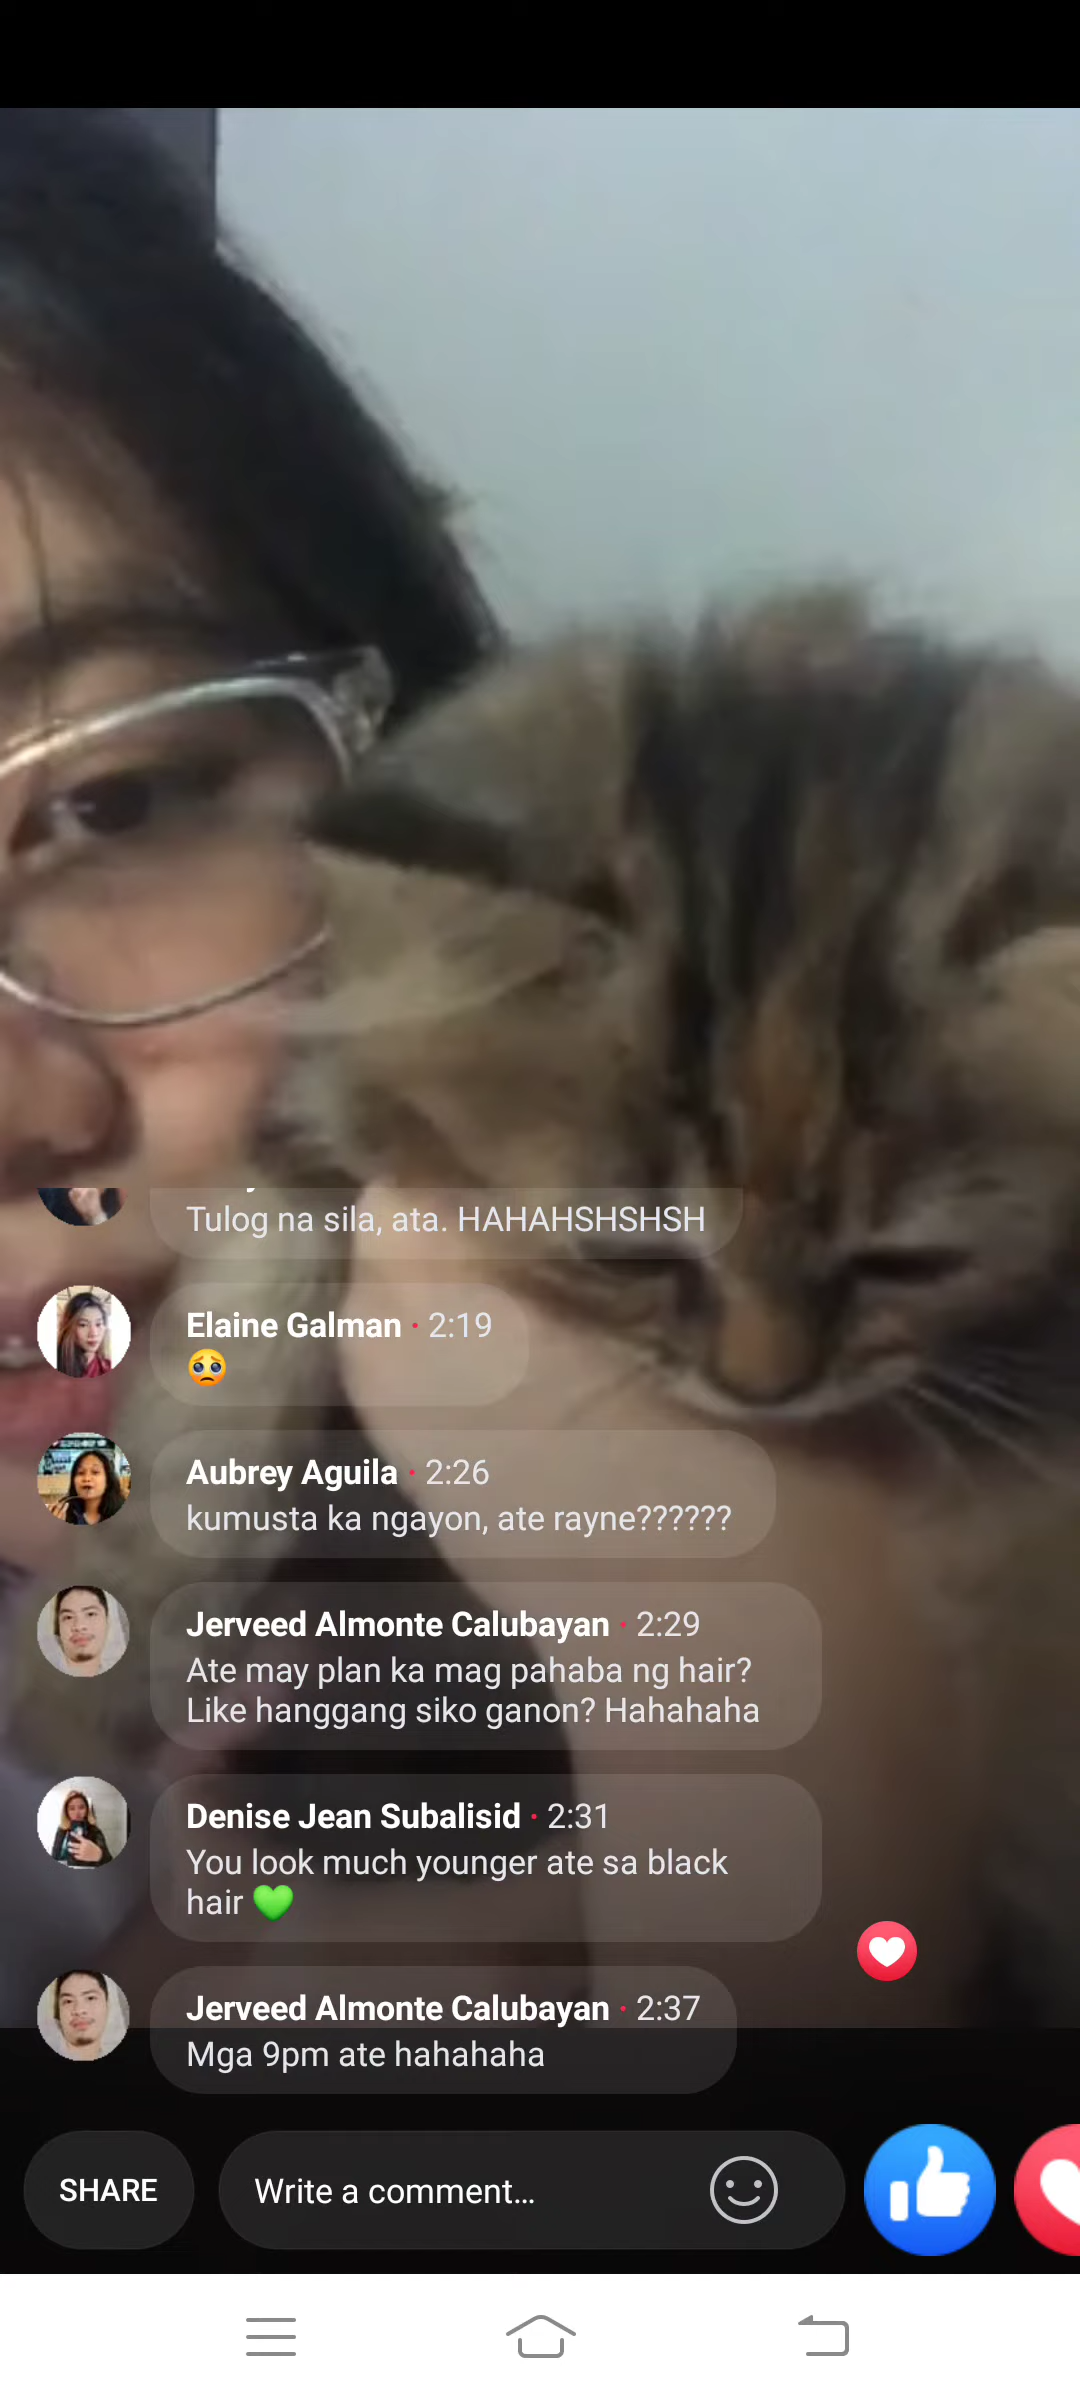 Tulog na sila, ata. HAHAHSHSHSH
Elaine Galman · 2:19
🥺
Aubrey Aguila · 2:26
kumusta ka ngayon, ate rayne??????
Jerveed Almonte Calubayan · 2:29
Ate may plan ka mag pahaba ng hair?
Like hanggang siko ganon? Hahahaha
Denise Jean Subalisid · 2:31
You look much younger ate sa black
hair 💚
Jerveed Almonte Calubayan · 2:37
Mga 9pm ate hahahaha
SHARE
Write a comment...